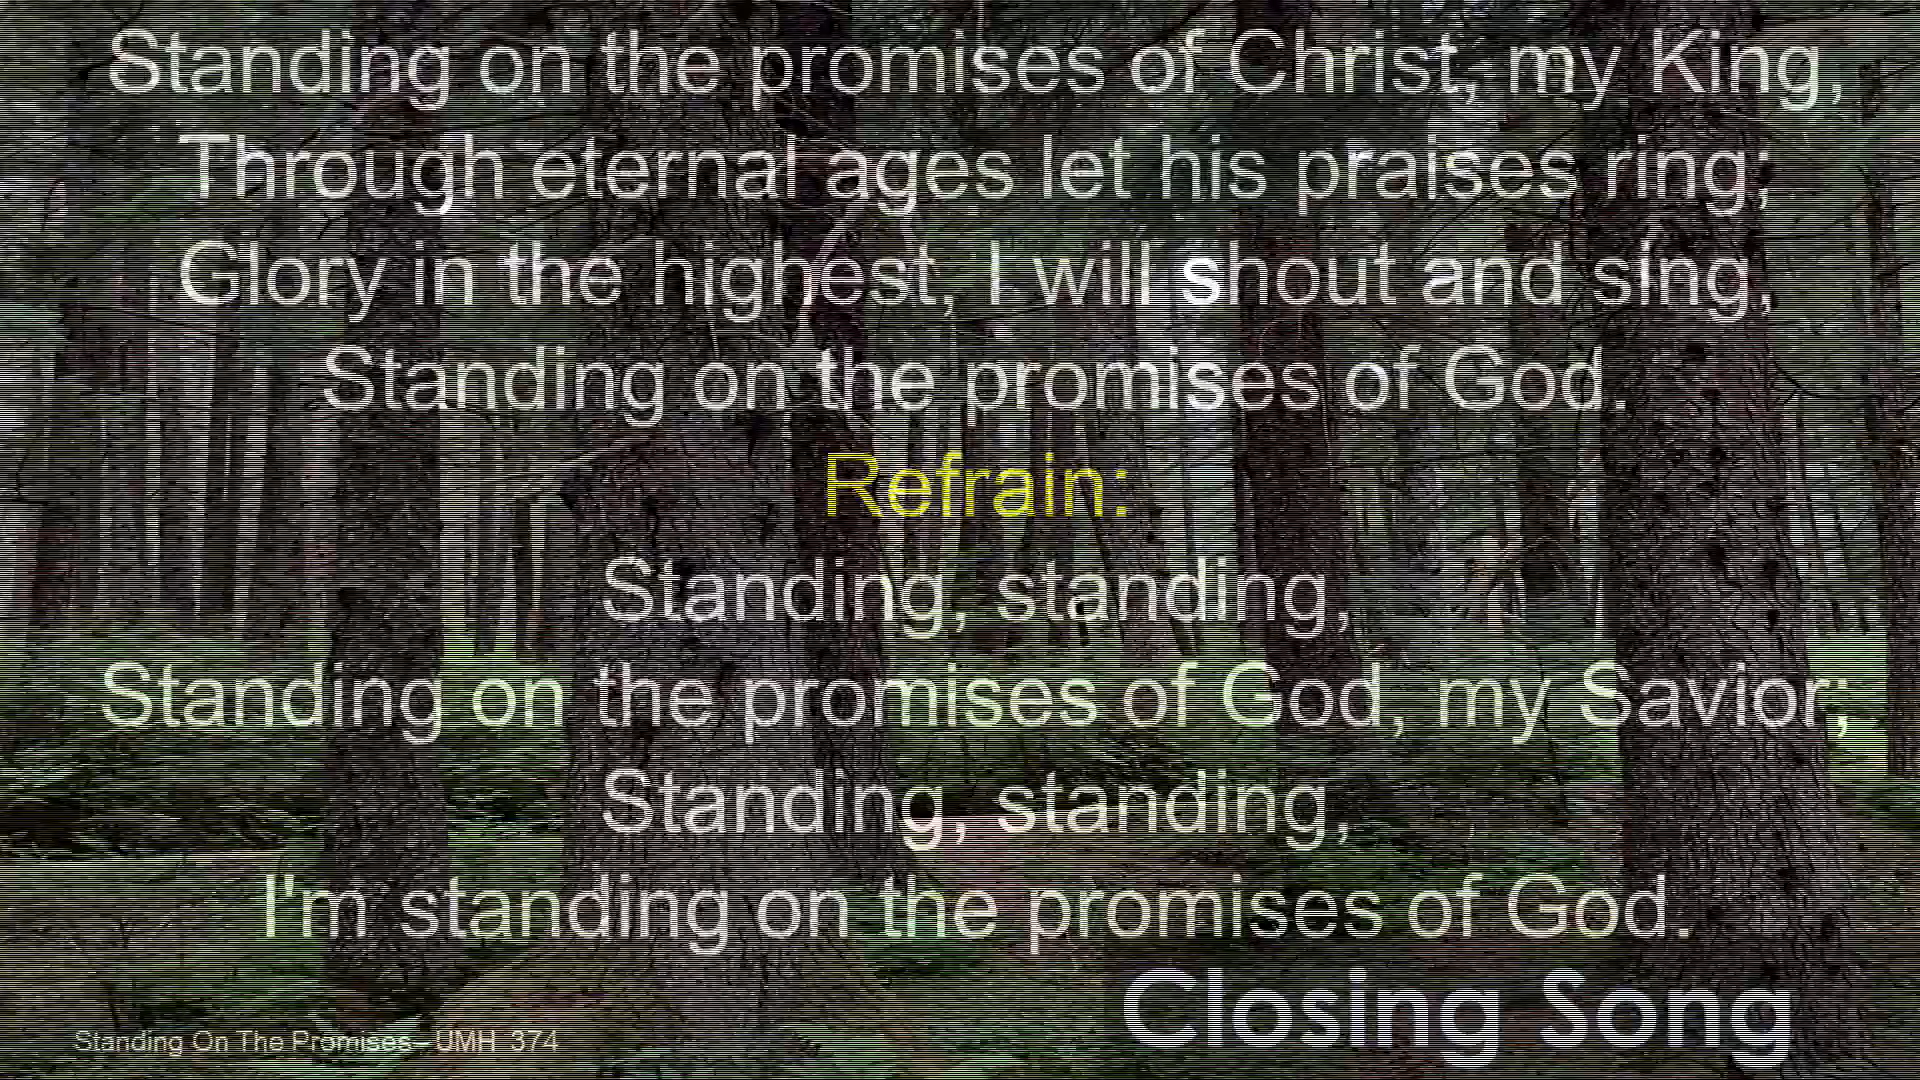 Standing on the promises of Christ, my King,
Through eternal ages let his praises ring;
Glory in the highest, I will shout and sing,
Standing on the promises of God.
Refrain:
Standing, standing,
Standing on the promises of God, my Savior;
Standing, standing,
I'm standing on the promises of God.
Closing Song
Standing On The Promises– UMH 374